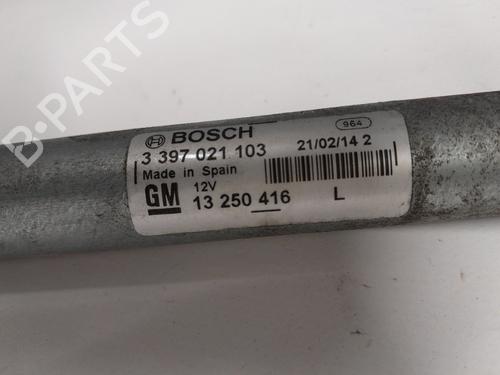 BOSCH
964
3 397 021 103
21/02/14 2
Made in Spain
GM
12V
13 250 416
L
B-PARTS